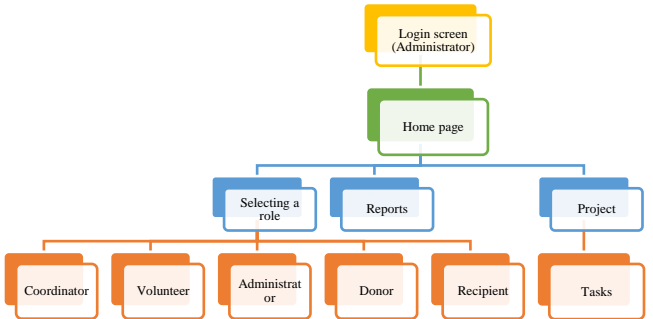 Login screen
(Administrator)
Home page
Selecting a
role
Reports
Project
Coordinator
Volunteer
Administrat
or
Donor
Recipient
Tasks